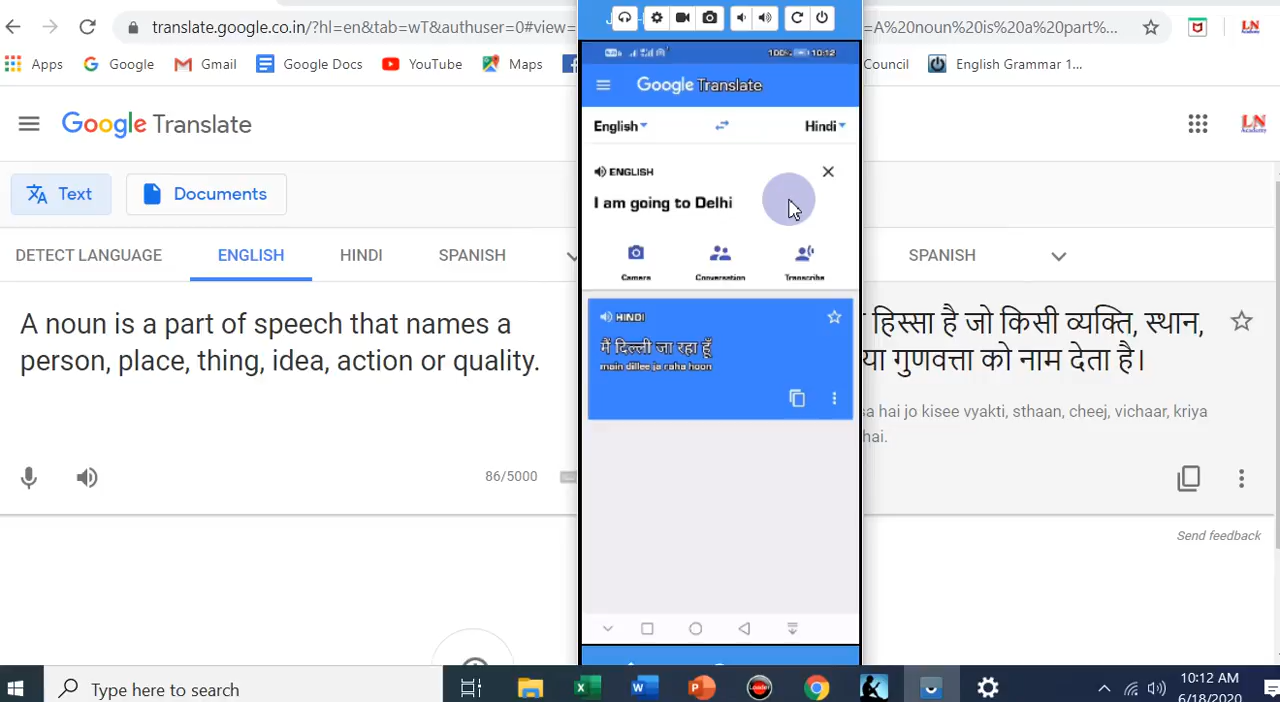 translate.google.co.in/?hl=en&tab=wT&authuser=0#view=
=A%20noun%20is%20a%20part%...
Apps
Google
Gmail
Google Docs
YouTube
Maps
Council
English Grammar 1...
LN
Google Translate
LN
Academy
Text
Documents
DETECT LANGUAGE
ENGLISH
HINDI
SPANISH
SPANISH
A noun is a part of speech that names a
person, place, thing, idea, action or quality.
86/5000
हिस्सा है जो किसी व्यक्ति, स्थान,
या गुणवत्ता को नाम देता है।
sa hai jo kisee vyakti, sthaan, cheej, vichaar, kriya
hai.
Send feedback
100%
10:12
Google Translate
English
Hindi
ENGLISH
I am going to Delhi
Camera
Conversation
Transcribe
HINDI
मैं दिल्ली जा रहा हूँ
main dillee ja raha hoon
Type here to search
Loader
10:12 AM
6/18/2020